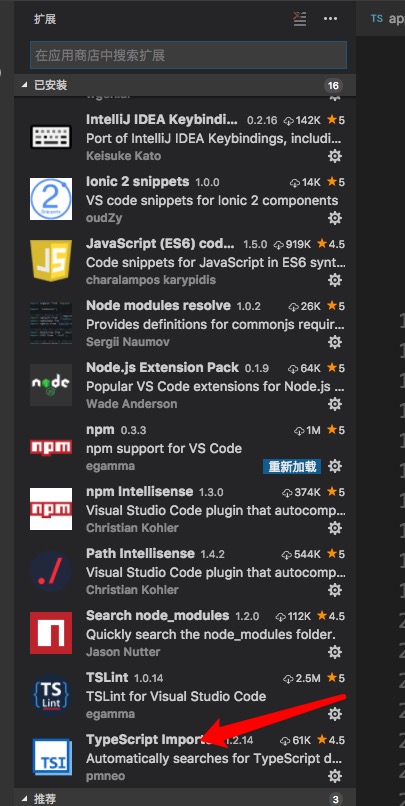 扩展
TS ap
在应用商店中搜索扩展
已安装 16
IntelliJ IDEA Keybindi... 0.2.16 142K 5
Port of IntelliJ IDEA Keybindings, includi...
Keisuke Kato
Ionic 2 snippets 1.0.0 14K 5
VS code snippets for Ionic 2 components
oudZy
JavaScript (ES6) cod... 1.5.0 919K 4.5
Code snippets for JavaScript in ES6 synt...
charalampos karypidis
Node modules resolve 1.0.2 26K 5
Provides definitions for commonjs requir...
Sergii Naumov
Node.js Extension Pack 0.1.9 64K 5
Popular VS Code extensions for Node.js ...
Wade Anderson
npm 0.3.3 1M 5
npm support for VS Code
egamma 重新加载
npm Intellisense 1.3.0 374K 5
Visual Studio Code plugin that autocomp...
Christian Kohler
Path Intellisense 1.4.2 544K 5
Visual Studio Code plugin that autocomp...
Christian Kohler
Search node_modules 1.2.0 112K 4.5
Quickly search the node_modules folder.
Jason Nutter
TSLint 1.0.14 2.5M 5
TSLint for Visual Studio Code
egamma
TypeScript Import 1.2.14 61K 4.5
Automatically searches for TypeScript d...
pmneo
推荐 3